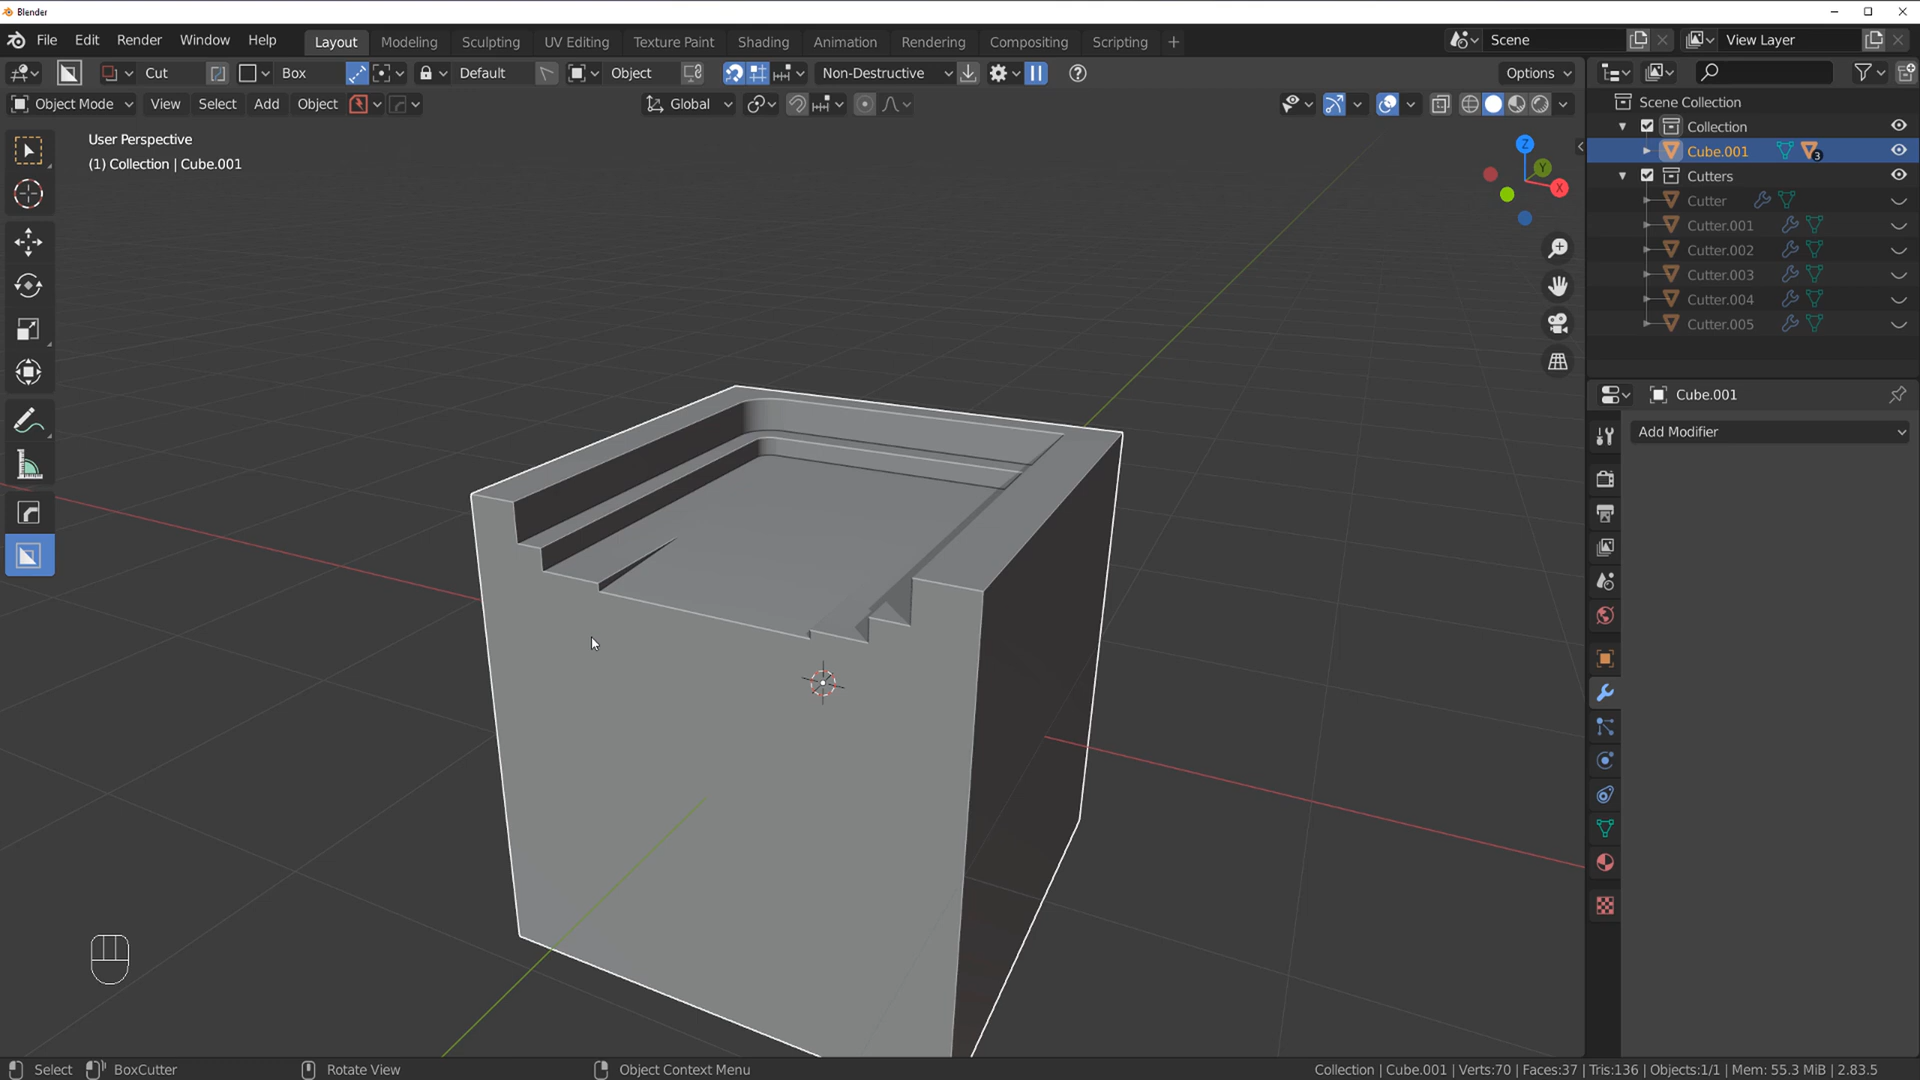 Blender
File Edit Render Window Help Layout Modeling Sculpting UV Editing Texture Paint Shading Animation Rendering Compositing Scripting + Scene View Layer
Cut Box Default Object Non-Destructive Options
Object Mode View Select Add Object Global
User Perspective
(1) Collection | Cube.001
Z
Y
X
Scene Collection
Collection
Cube.001 3
Cutters
Cutter
Cutter.001
Cutter.002
Cutter.003
Cutter.004
Cutter.005
Cube.001
Add Modifier
Select BoxCutter Rotate View Object Context Menu Collection | Cube.001 | Verts:70 | Faces:37 | Tris:136 | Objects:1/1 | Mem: 55.3 MiB | 2.83.5